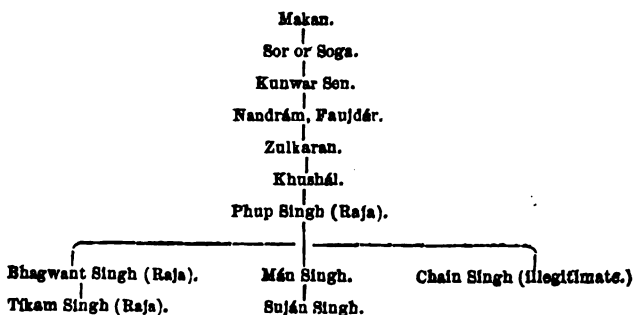 Makan.
Sor or Soga.
Kunwar Sen.
Nandrám, Faujdár.
Zulkaran.
Khushál.
Phup Singh (Raja).
Bhagwant Singh (Raja). Mán Singh. Chain Singh (illegitimate.)
Tíkam Singh (Raja). Suján Singh.